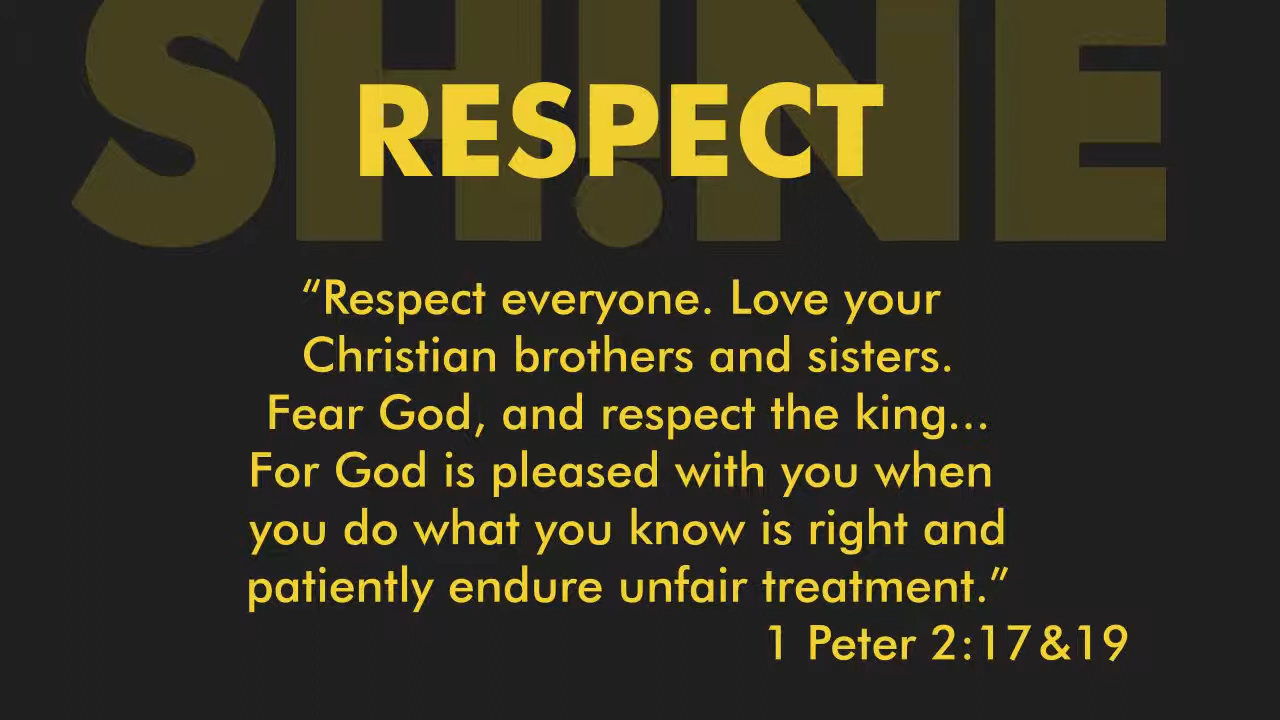 SH!NE
RESPECT
“Respect everyone. Love your
Christian brothers and sisters.
Fear God, and respect the king...
For God is pleased with you when
you do what you know is right and
patiently endure unfair treatment.”
1 Peter 2:17&19